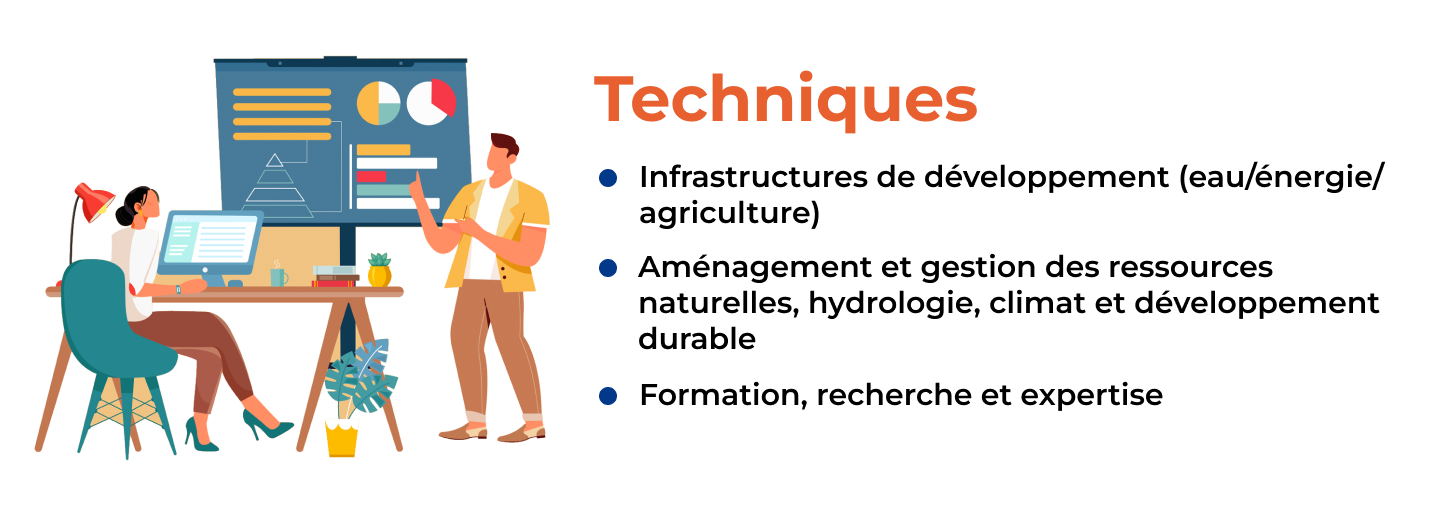 Techniques
Infrastructures de développement (eau/énergie/
agriculture)
Aménagement et gestion des ressources
naturelles, hydrologie, climat et développement
durable
Formation, recherche et expertise